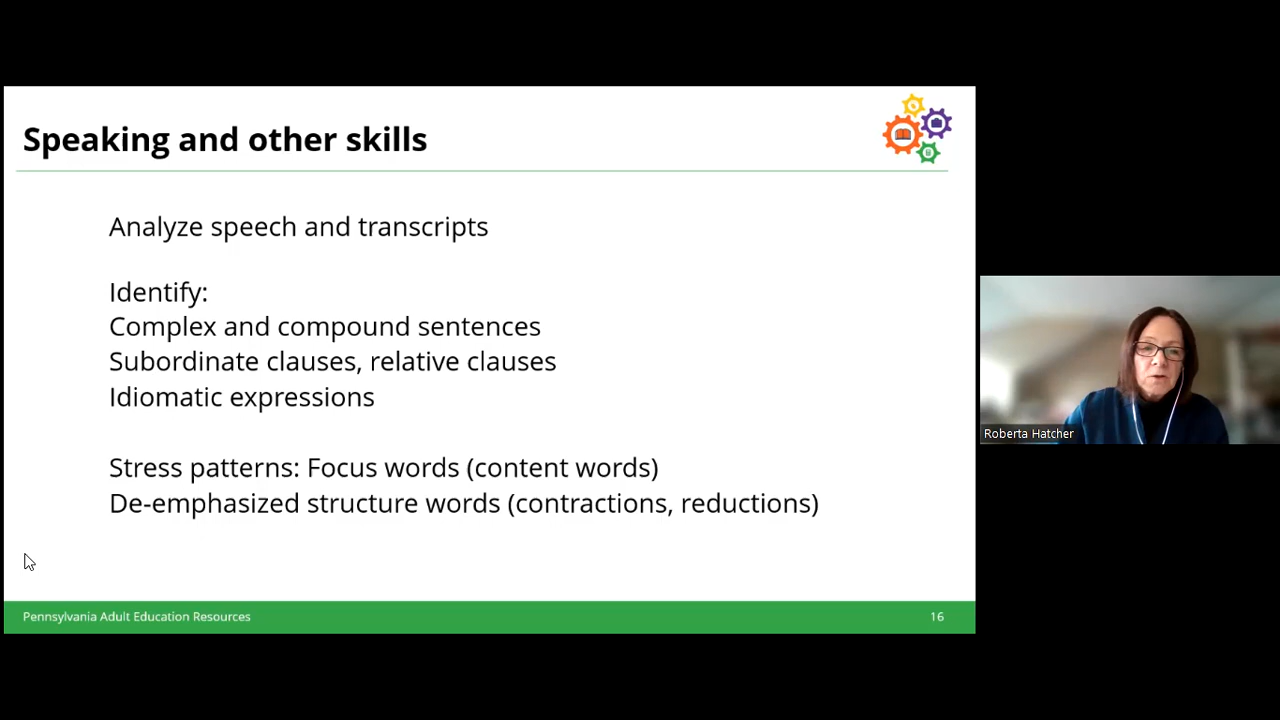 Speaking and other skills
Analyze speech and transcripts
Identify:
Complex and compound sentences
Subordinate clauses, relative clauses
Idiomatic expressions
Stress patterns: Focus words (content words)
De-emphasized structure words (contractions, reductions)
Roberta Hatcher
Pennsylvania Adult Education Resources
16